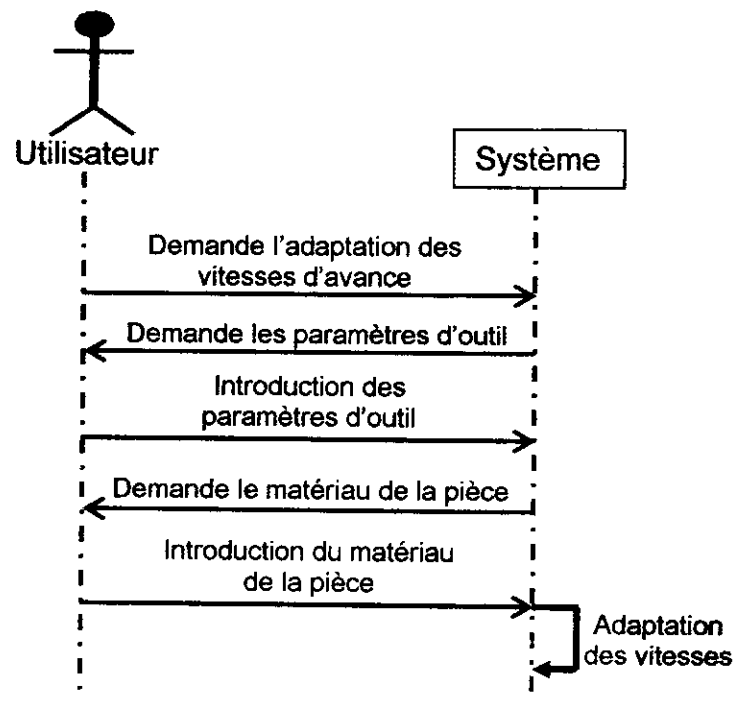 Utilisateur
Système
Demande l'adaptation des
vitesses d'avance
Demande les paramètres d'outil
Introduction des
paramètres d'outil
Demande le matériau de la pièce
Introduction du matériau
de la pièce
Adaptation
des vitesses